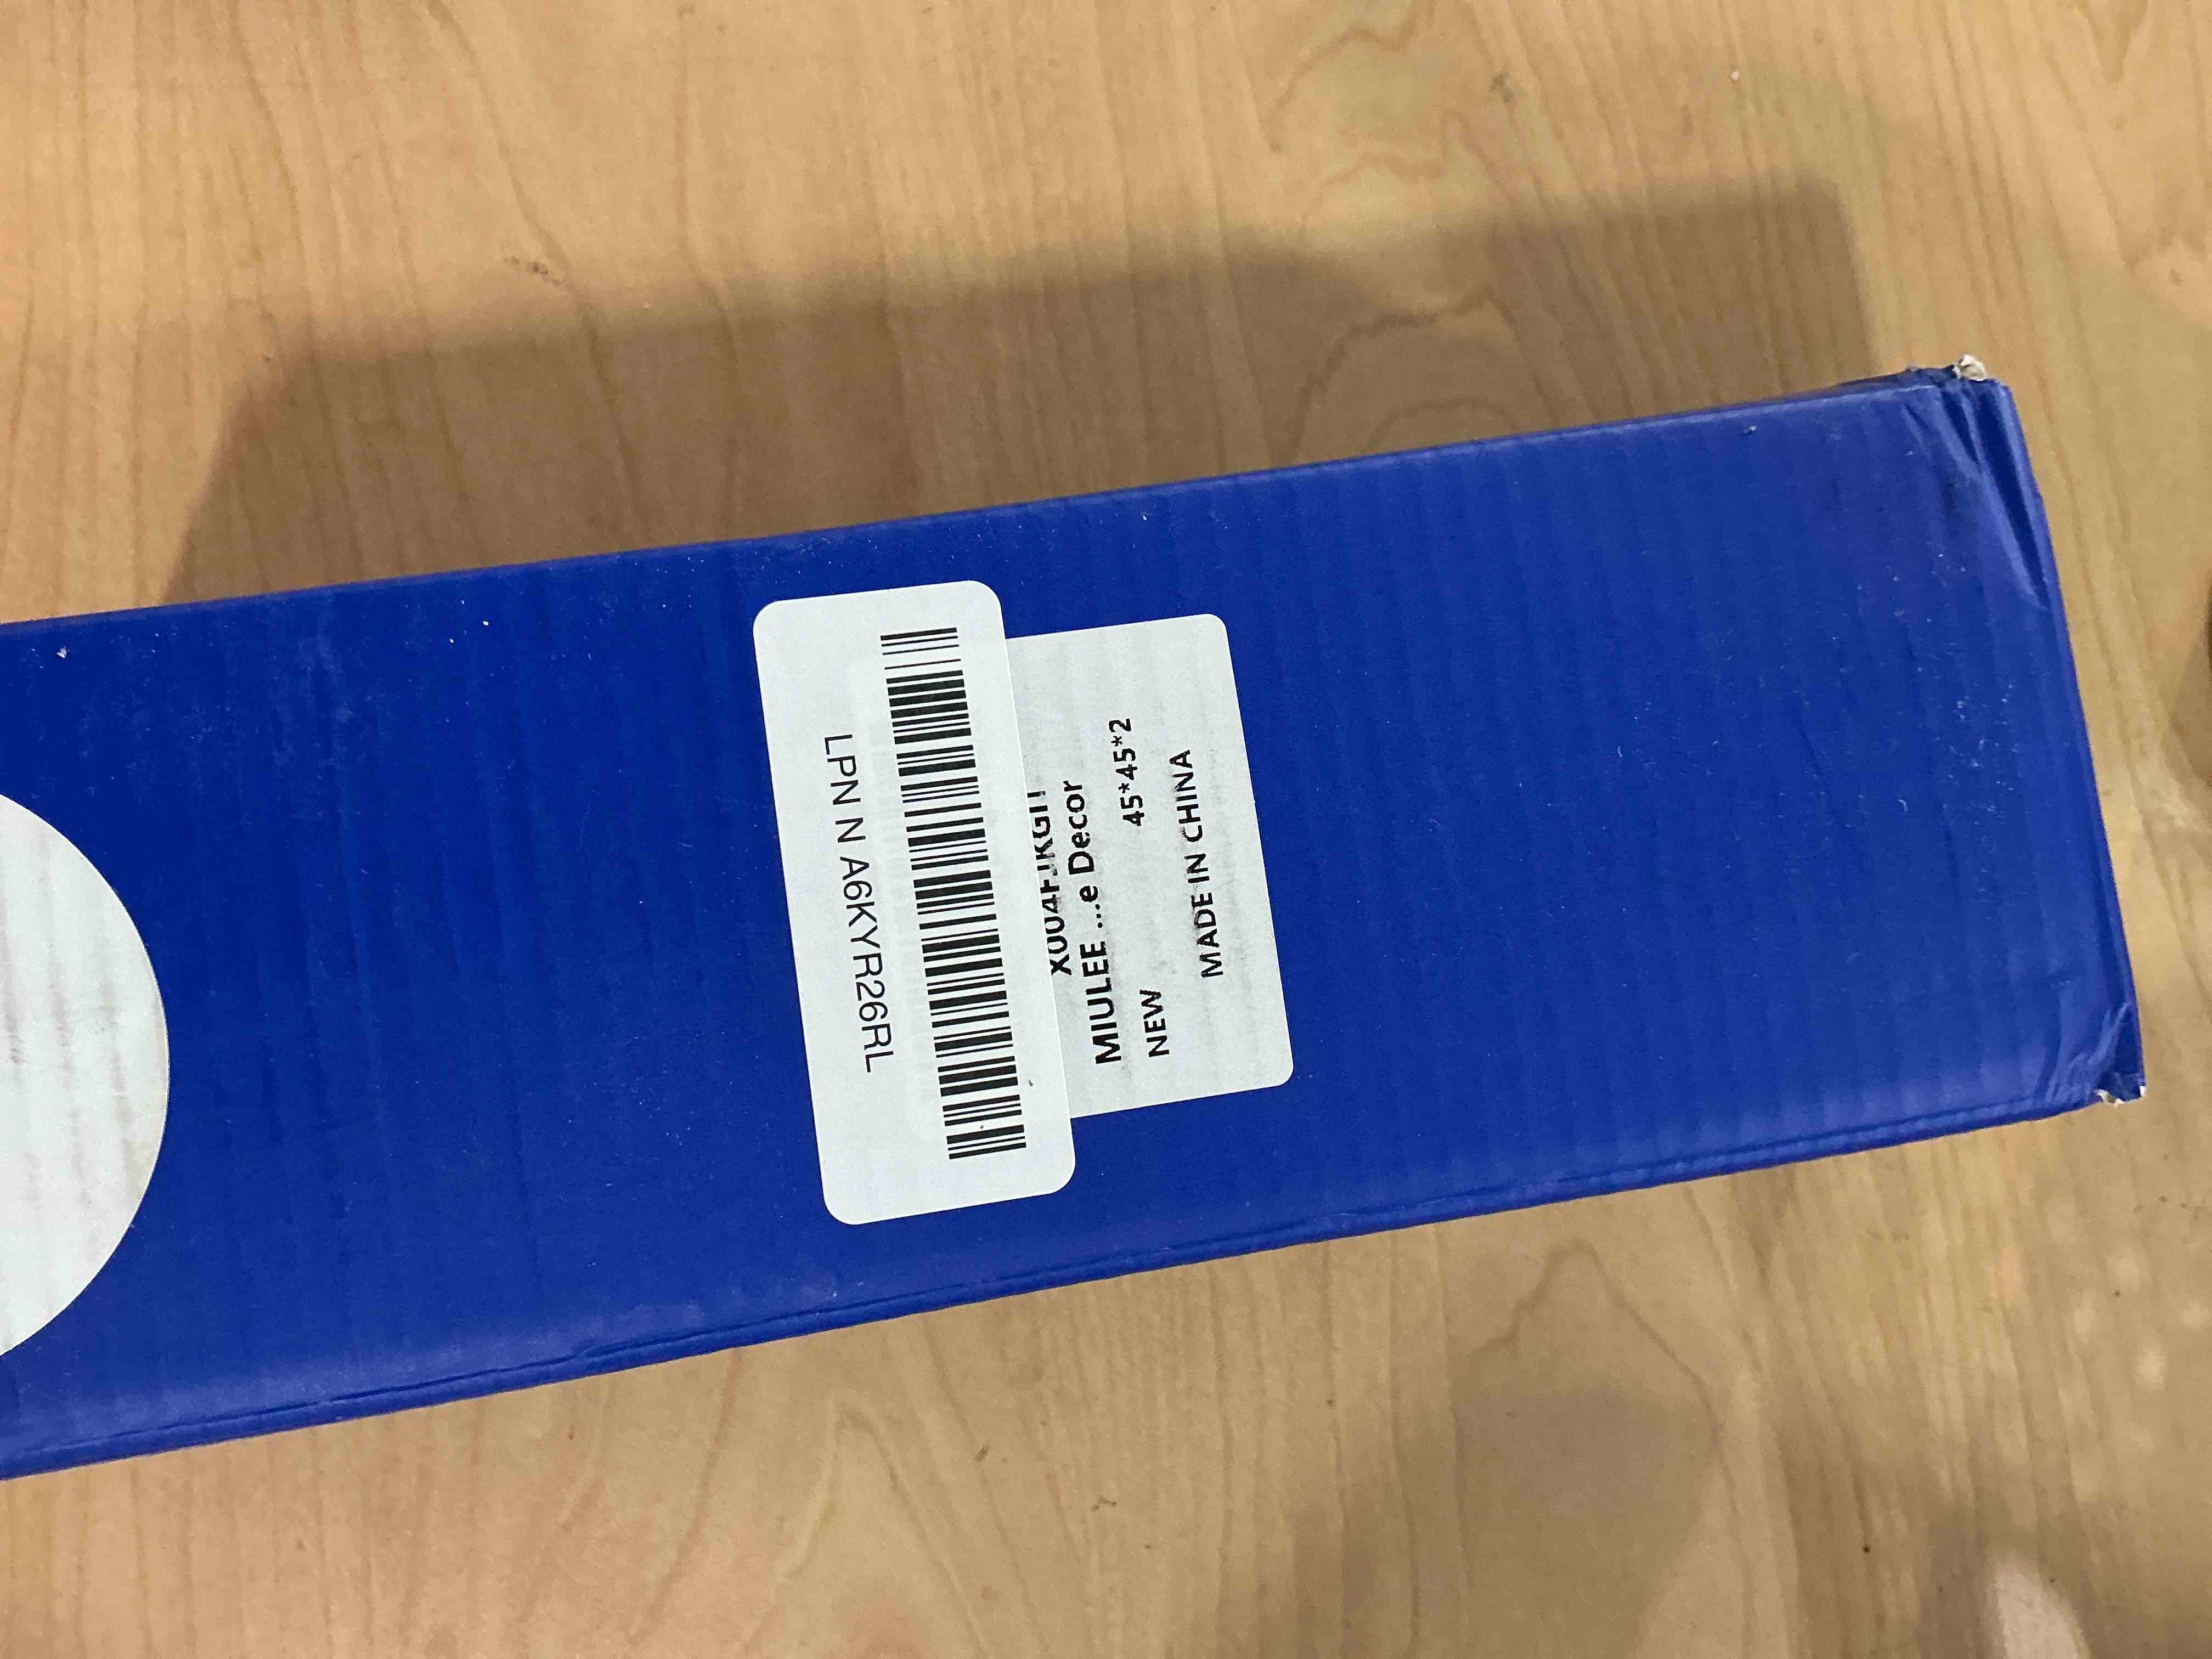 LPN N A6KYR26RL
MIULEE ...e Decor
NEW 45*45*2
MADE IN CHINA